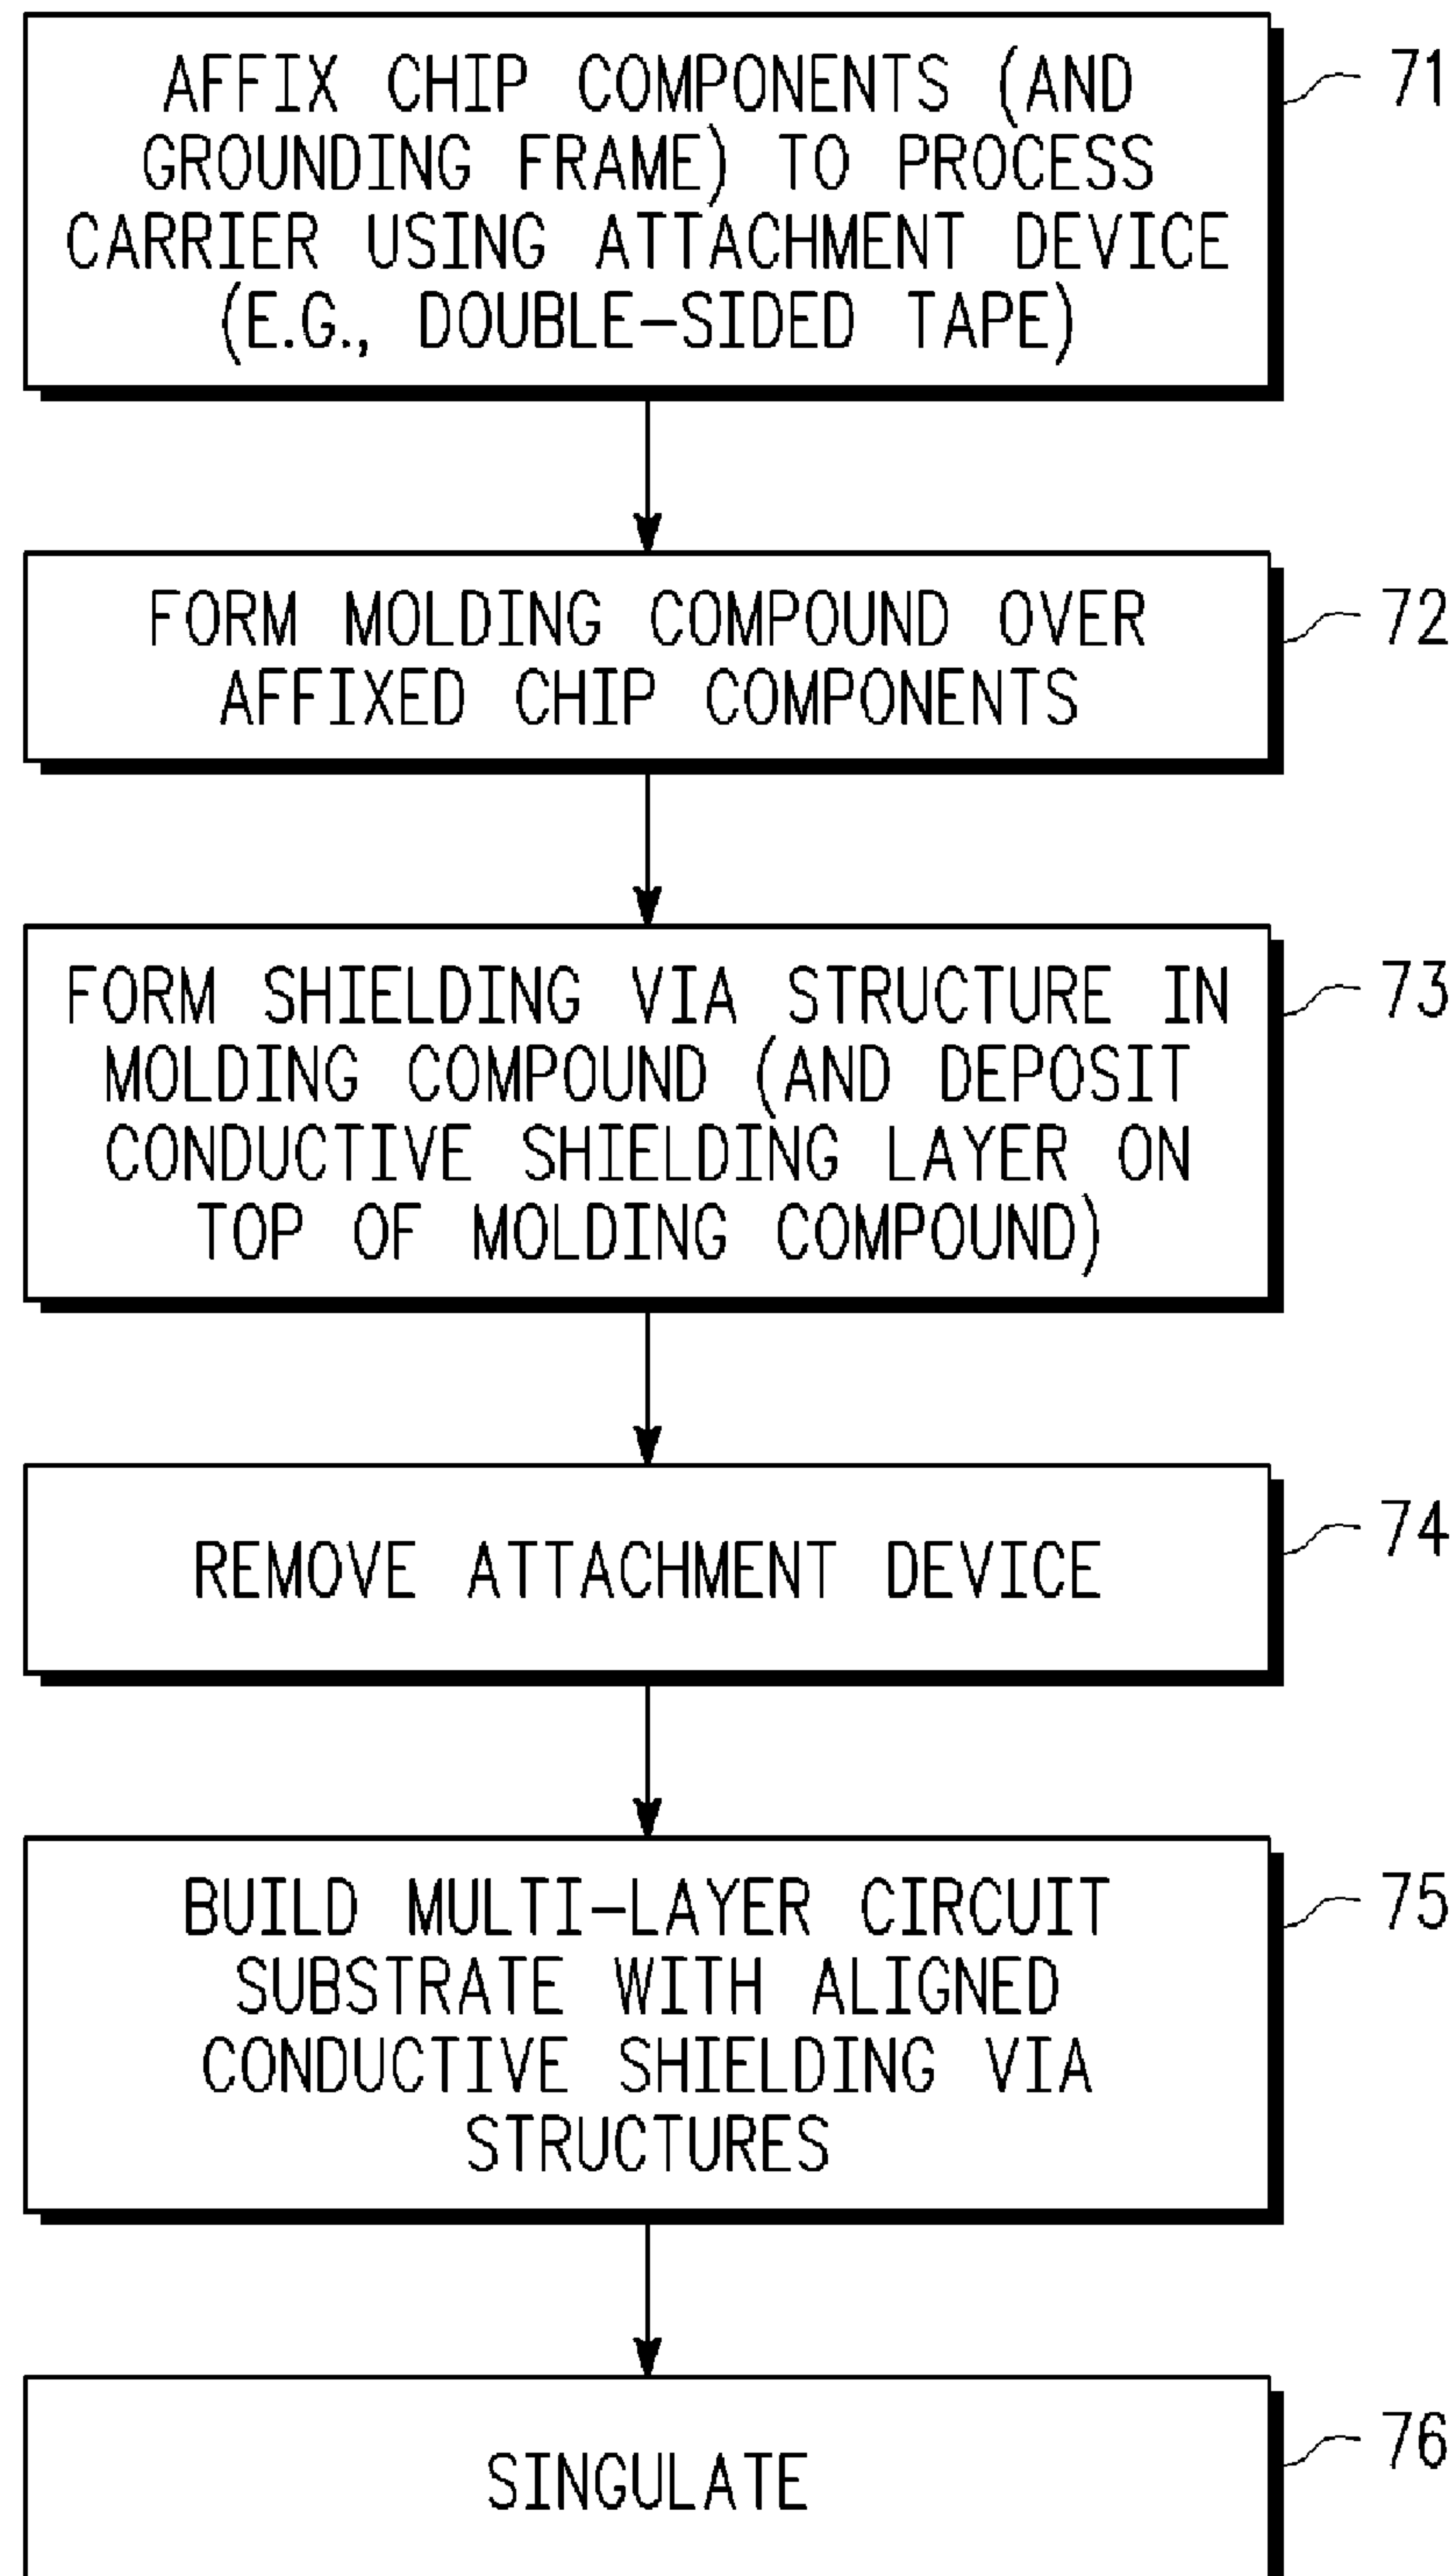 AFFIX CHIP COMPONENTS (AND
GROUNDING FRAME) TO PROCESS
CARRIER USING ATTACHMENT DEVICE
(E.G., DOUBLE-SIDED TAPE)
71
FORM MOLDING COMPOUND OVER
AFFIXED CHIP COMPONENTS
72
FORM SHIELDING VIA STRUCTURE IN
MOLDING COMPOUND (AND DEPOSIT
CONDUCTIVE SHIELDING LAYER ON
TOP OF MOLDING COMPOUND)
73
REMOVE ATTACHMENT DEVICE
74
BUILD MULTI-LAYER CIRCUIT
SUBSTRATE WITH ALIGNED
CONDUCTIVE SHIELDING VIA
STRUCTURES
75
SINGULATE
76